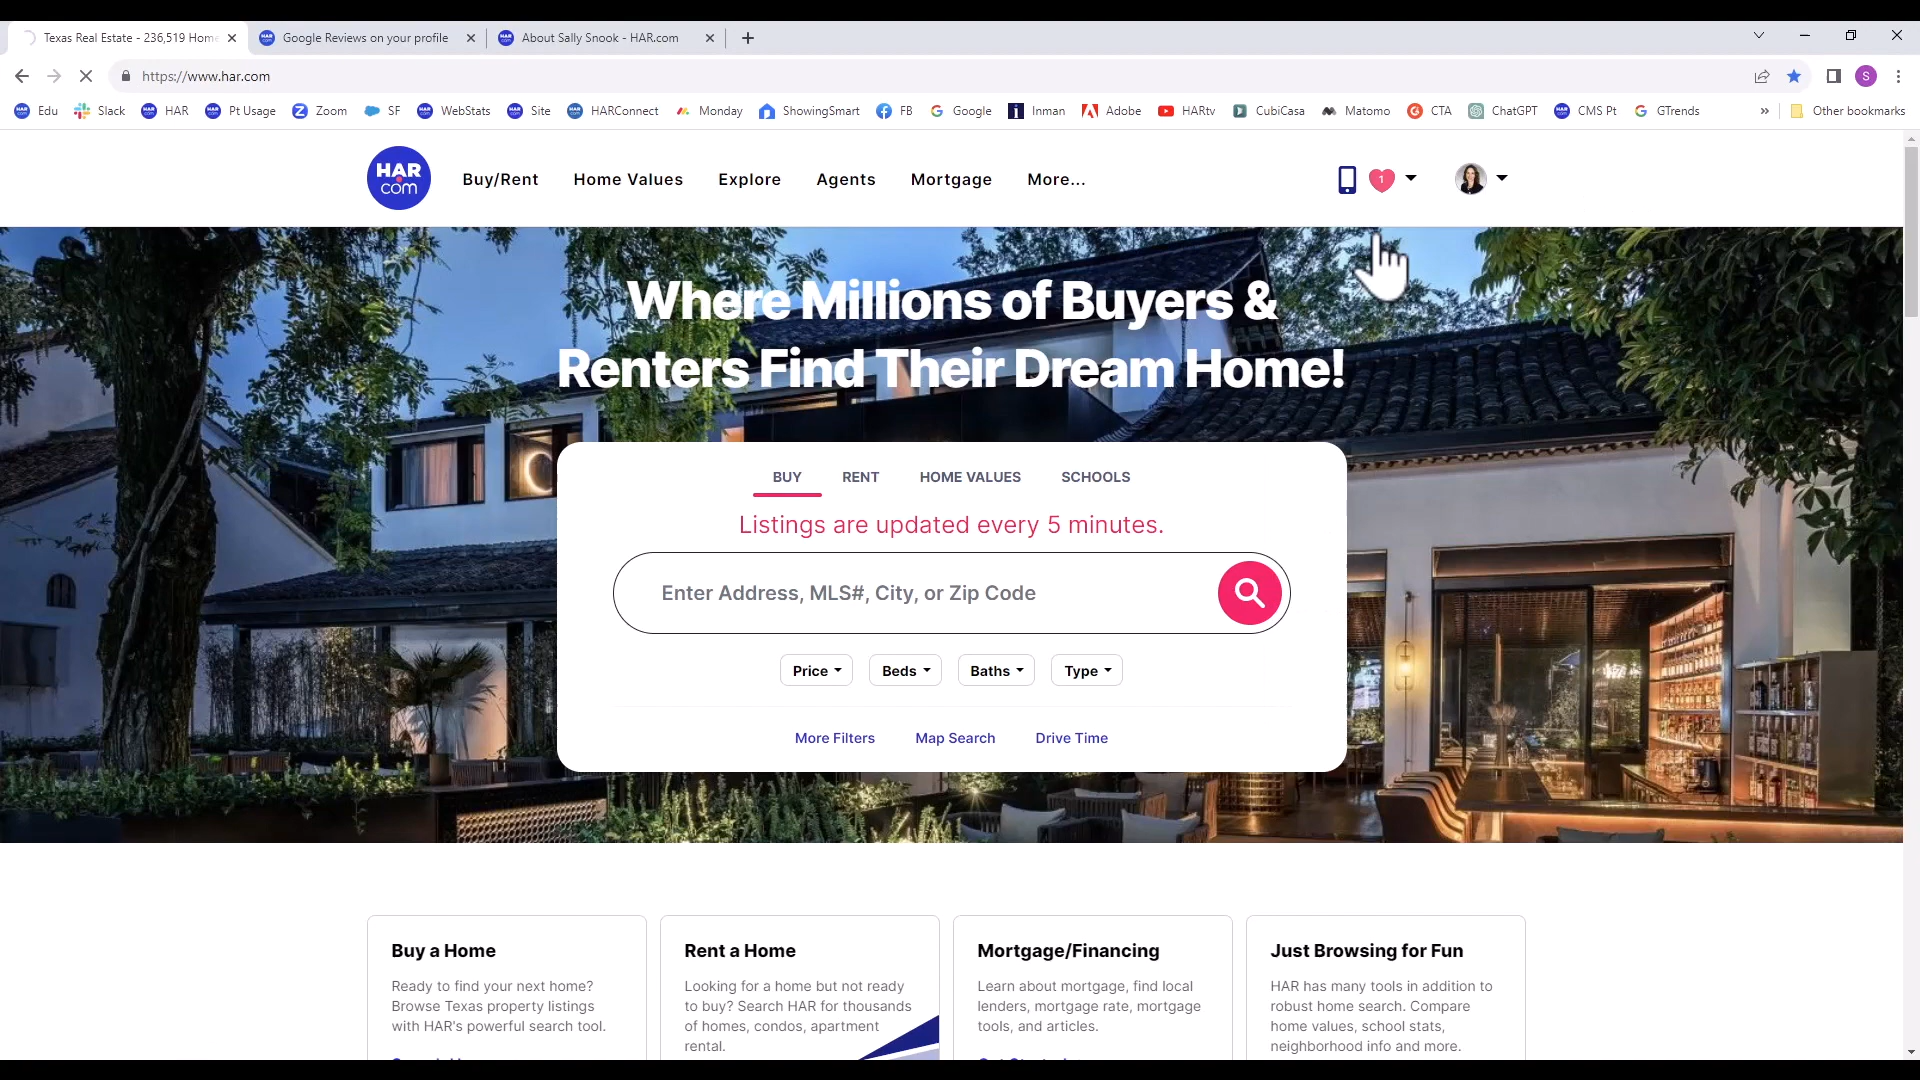 Texas Real Estate - 236,519 Home
Google Reviews on your profile
About Sally Snook - HAR.com
https://www.har.com
S
Edu
Slack
HAR
Pt Usage
Zoom
SF
WebStats
Site
HARConnect
Monday
ShowingSmart
FB
Google
Inman
Adobe
HARtv
CubiCasa
Matomo
CTA
ChatGPT
CMS Pt
GTrends
»
Other bookmarks
HAR
com
Buy/Rent
Home Values
Explore
Agents
Mortgage
More...
1
Where Millions of Buyers &
Renters Find Their Dream Home!
BUY
RENT
HOME VALUES
SCHOOLS
Listings are updated every 5 minutes.
Enter Address, MLS#, City, or Zip Code
Price
Beds
Baths
Type
More Filters
Map Search
Drive Time
Buy a Home
Ready to find your next home?
Browse Texas property listings
with HAR's powerful search tool.
Rent a Home
Looking for a home but not ready
to buy? Search HAR for thousands
of homes, condos, apartment
rental.
Mortgage/Financing
Learn about mortgage, find local
lenders, mortgage rate, mortgage
tools, and articles.
Just Browsing for Fun
HAR has many tools in addition to
robust home search. Compare
home values, school stats,
neighborhood info and more.